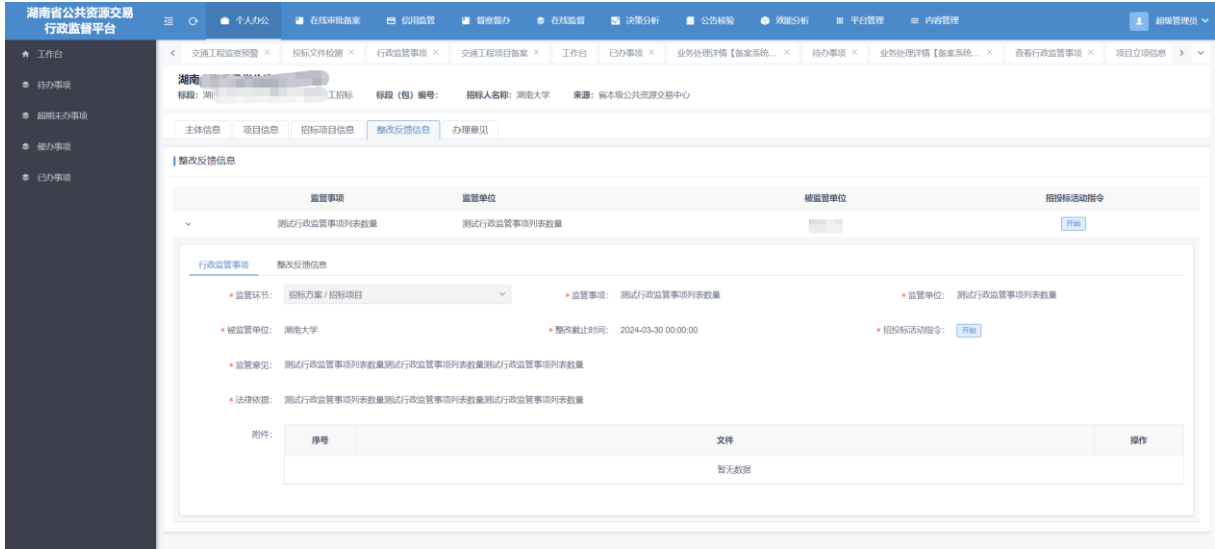 湖南省公共资源交易
行政监督平台
个人办公 在线审批备案 信用监管 督查督办 在线监督 决策分析 公告核验 效能分析 平台管理 内容管理 超级管理员
工作台
待办事项
超期未办事项
催办事项
已办事项
交通工程监察预警 × 投标文件检测 × 行政监管事项 × 交通工程项目备案 × 工作台 已办事项 × 业务处理详情【备案系统... × 待办事项 × 业务处理详情【备案系统... × 查看行政监管事项 × 项目立项信息
湖南
标段: 湖 工招标 标段（包）编号: 招标人名称: 湖南大学 来源: 省本级公共资源交易中心
主体信息 项目信息 招标项目信息 整改反馈信息 办理意见
整改反馈信息
监管事项 监管单位 被监管单位 招投标活动指令
测试行政监管事项列表数量 测试行政监管事项列表数量 开始
行政监管事项 整改反馈信息
* 监管环节: 招标方案 / 招标项目 * 监管事项: 测试行政监管事项列表数量 * 监管单位: 测试行政监管事项列表数量
* 被监管单位: 湖南大学 * 整改截止时间: 2024-03-30 00:00:00 * 招投标活动指令: 开始
* 监管意见: 测试行政监管事项列表数量测试行政监管事项列表数量测试行政监管事项列表数量
* 法律依据: 测试行政监管事项列表数量测试行政监管事项列表数量测试行政监管事项列表数量
附件: 序号 文件 操作
暂无数据